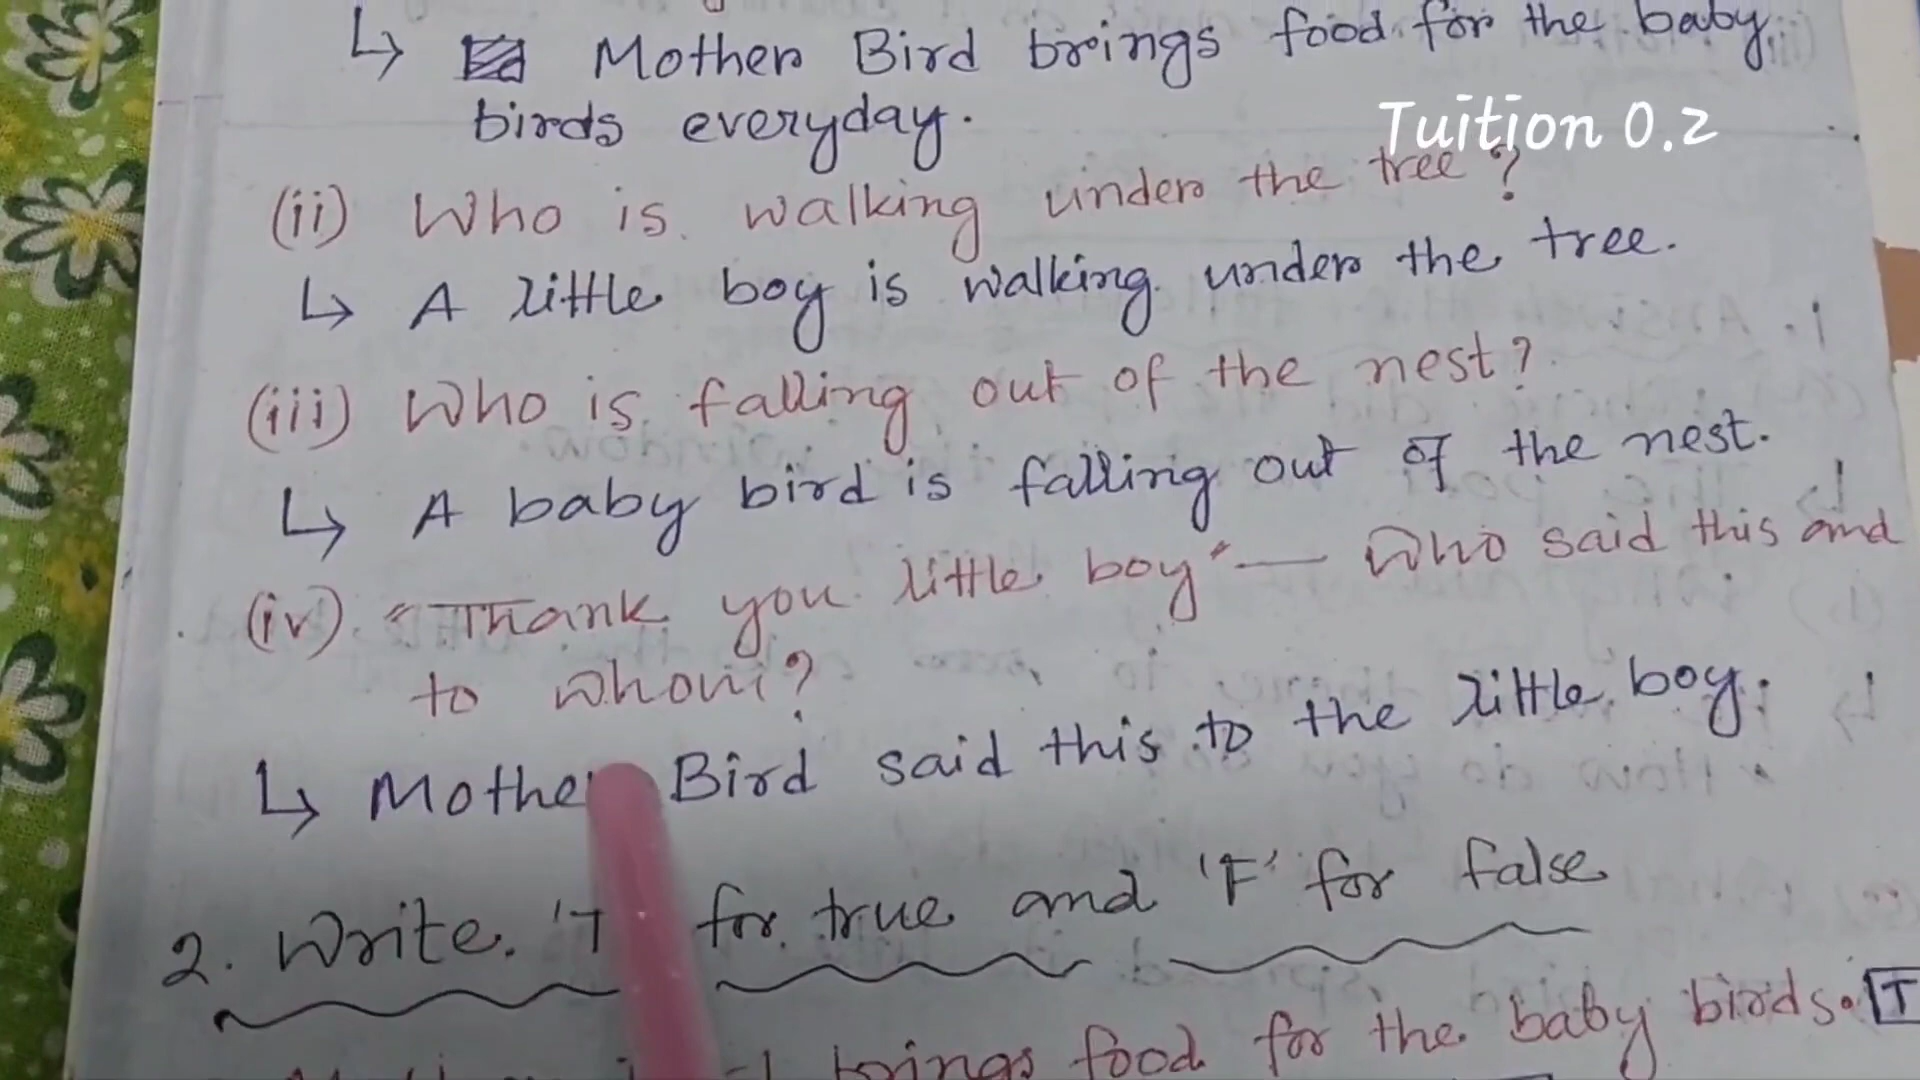 ↳ Mother Bird brings food for the baby
birds everyday.
Tuition 0.2
(ii) Who is walking under the tree?
↳ A little boy is walking under the tree.
(iii) Who is falling out of the nest?
↳ A baby bird is falling out of the nest.
(iv) "Thank you little boy" — Who said this and
to whom?
↳ Mother Bird said this to the little boy.
2. Write 'T for true and 'F' for false
brings food for the baby birds. T